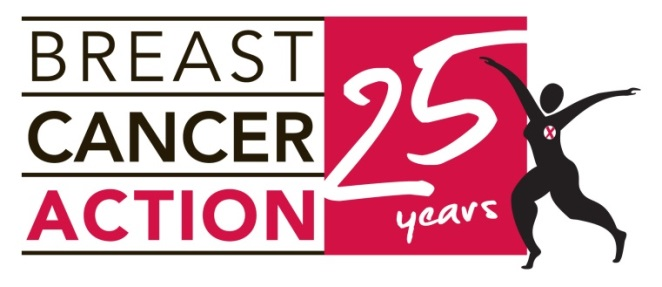 BREAST
CANCER
ACTION
25
years